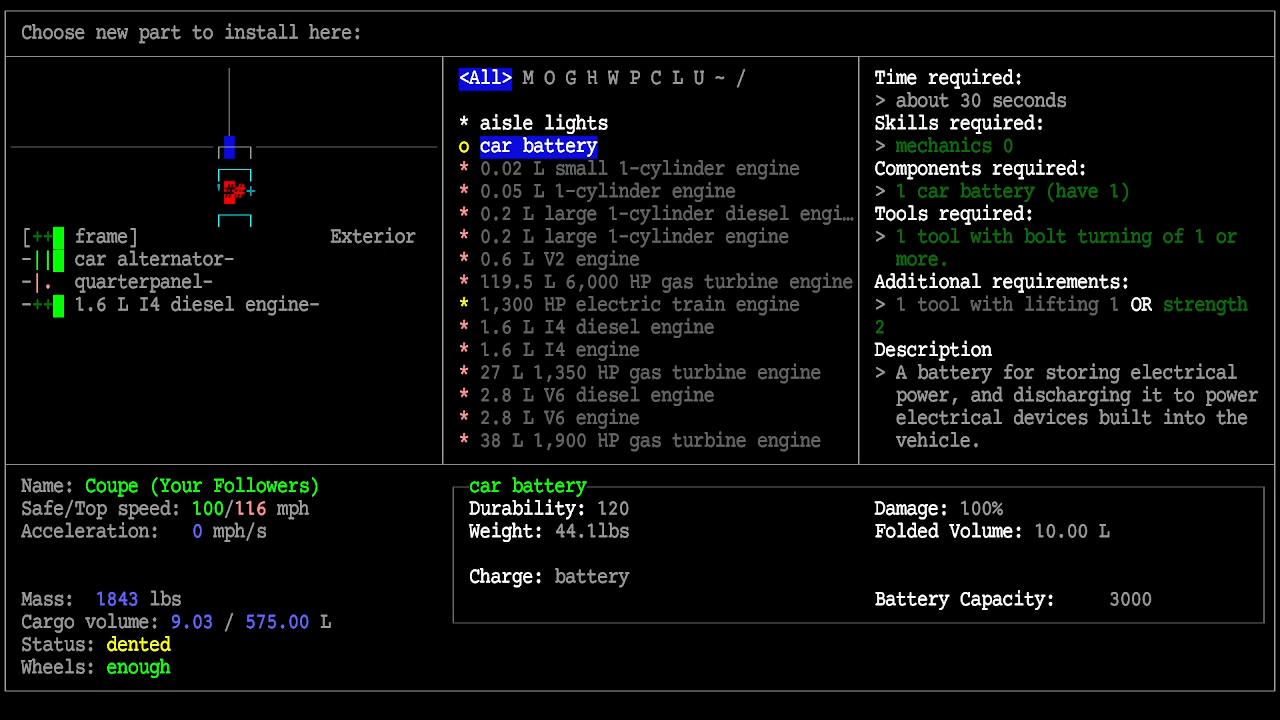 Choose new part to install here:
<All> M O G H W P C L U ~ /
* aisle lights
o car battery
* 0.02 L small 1-cylinder engine
* 0.05 L 1-cylinder engine
* 0.2 L large 1-cylinder diesel engi…
* 0.2 L large 1-cylinder engine
* 0.6 L V2 engine
* 119.5 L 6,000 HP gas turbine engine
* 1,300 HP electric train engine
* 1.6 L I4 diesel engine
* 1.6 L I4 engine
* 27 L 1,350 HP gas turbine engine
* 2.8 L V6 diesel engine
* 2.8 L V6 engine
* 38 L 1,900 HP gas turbine engine
[++ frame] Exterior
-|| car alternator-
-|. quarterpanel-
-++ 1.6 L I4 diesel engine-
Time required:
> about 30 seconds
Skills required:
> mechanics 0
Components required:
> 1 car battery (have 1)
Tools required:
> 1 tool with bolt turning of 1 or
more.
Additional requirements:
> 1 tool with lifting 1 OR strength
2
Description
> A battery for storing electrical
power, and discharging it to power
electrical devices built into the
vehicle.
Name: Coupe (Your Followers)
Safe/Top speed: 100/116 mph
Acceleration: 0 mph/s
Mass: 1843 lbs
Cargo volume: 9.03 / 575.00 L
Status: dented
Wheels: enough
car battery
Durability: 120 Damage: 100%
Weight: 44.1lbs Folded Volume: 10.00 L
Charge: battery
Battery Capacity: 3000